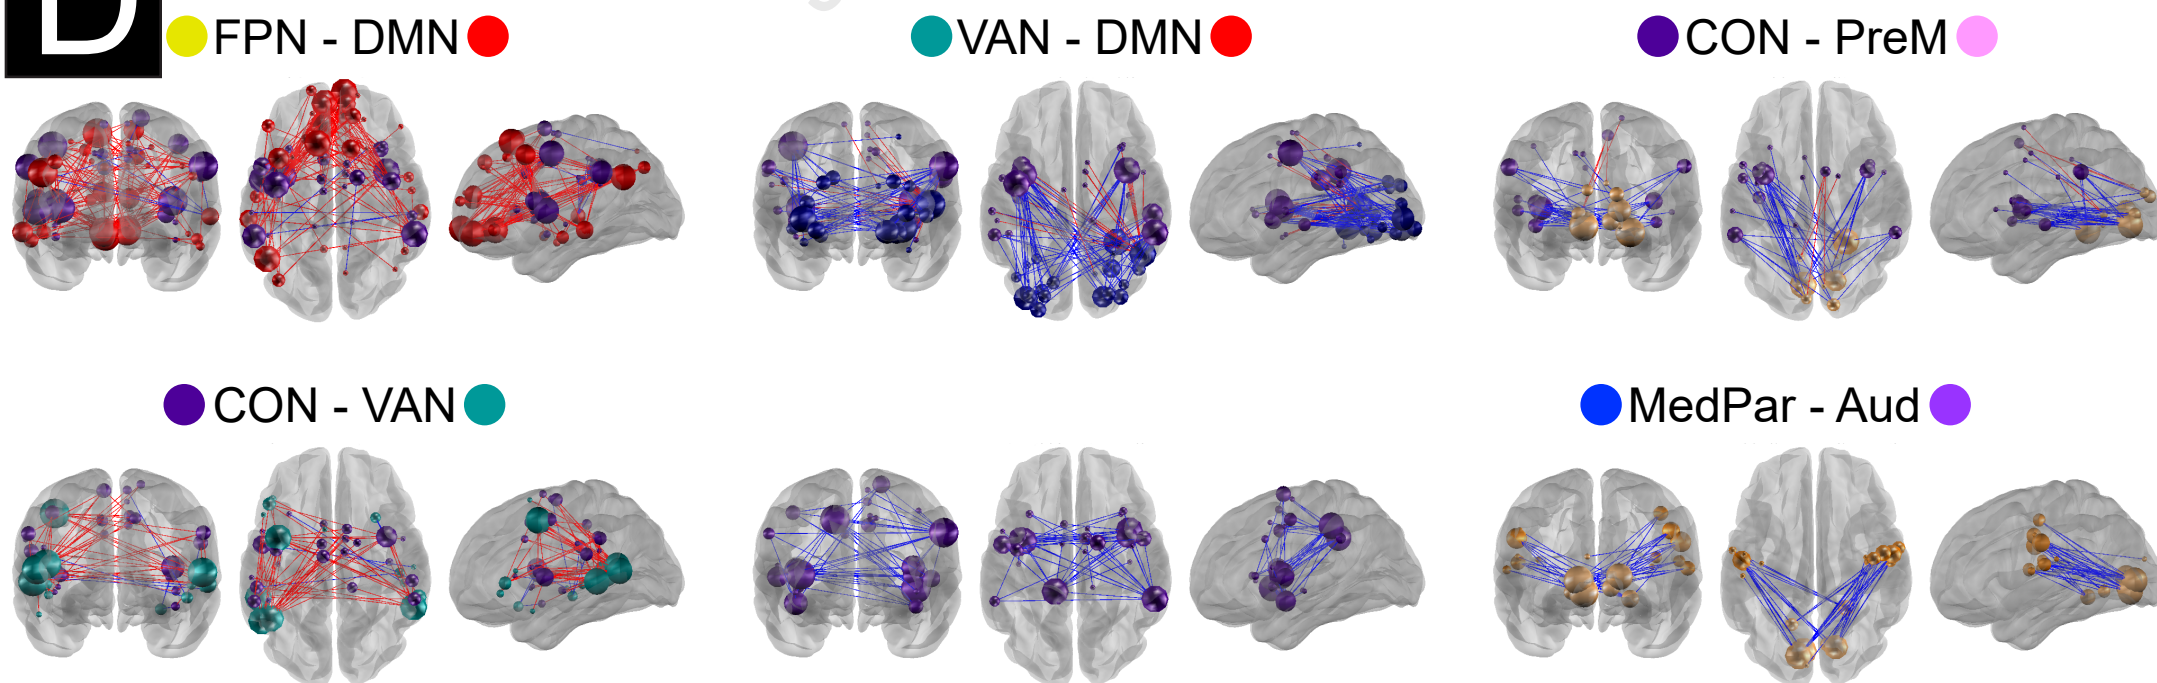 D
FPN - DMN
VAN - DMN
CON - PreM
CON - VAN
MedPar - Aud